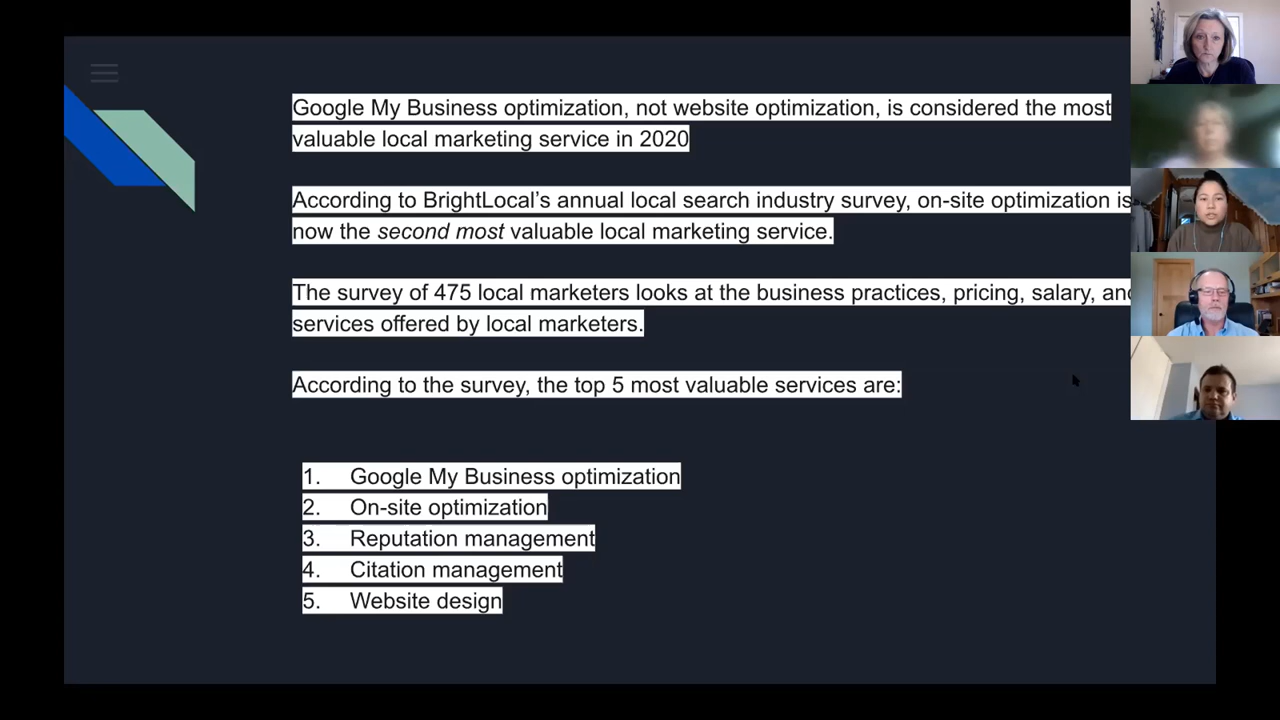 Google My Business optimization, not website optimization, is considered the most
valuable local marketing service in 2020
According to BrightLocal’s annual local search industry survey, on-site optimization is
now the second most valuable local marketing service.
The survey of 475 local marketers looks at the business practices, pricing, salary, and
services offered by local marketers.
According to the survey, the top 5 most valuable services are:
1. Google My Business optimization
2. On-site optimization
3. Reputation management
4. Citation management
5. Website design